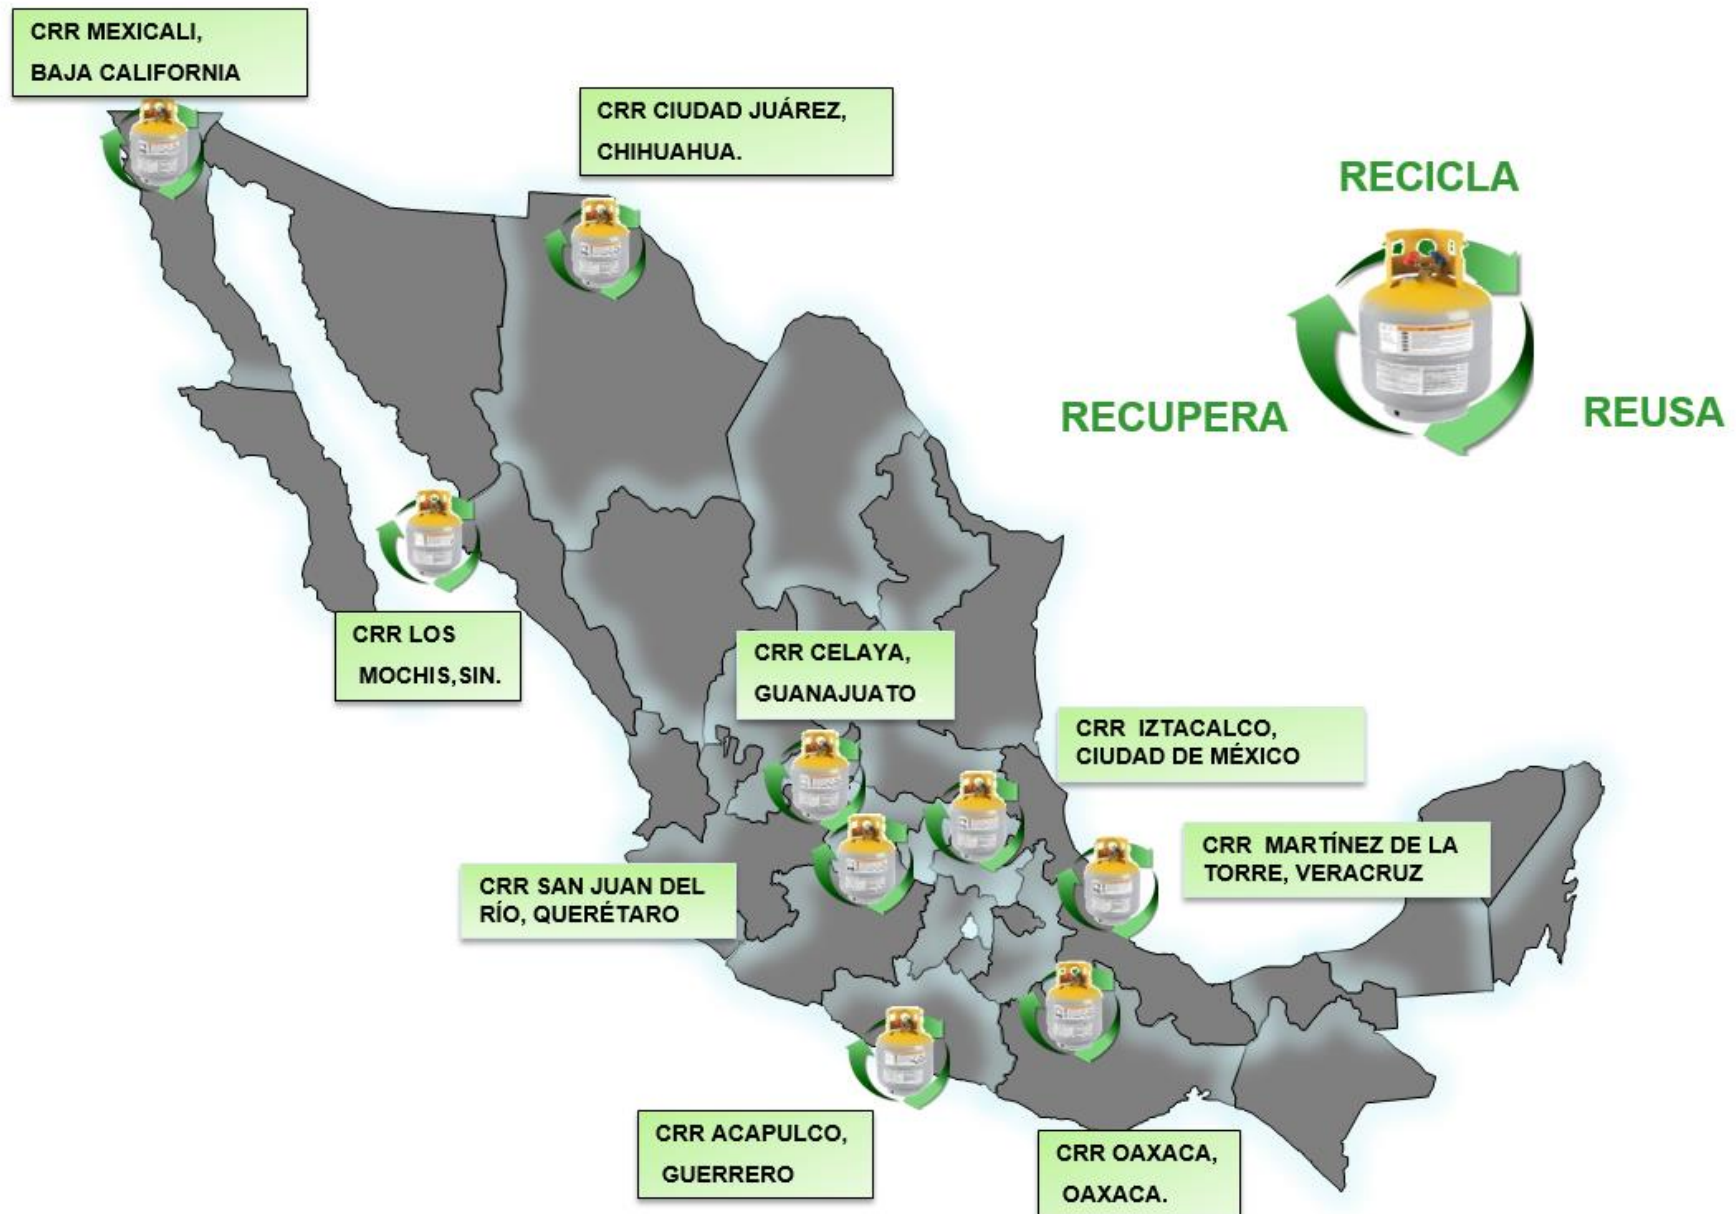 CRR MEXICALI,
BAJA CALIFORNIA
CRR CIUDAD JUÁREZ,
CHIHUAHUA.
RECICLA
RECUPERA
REUSA
CRR LOS
MOCHIS,SIN.
CRR CELAYA,
GUANAJUATO
CRR IZTACALCO,
CIUDAD DE MÉXICO
CRR MARTÍNEZ DE LA
TORRE, VERACRUZ
CRR SAN JUAN DEL
RÍO, QUERÉTARO
CRR ACAPULCO,
GUERRERO
CRR OAXACA,
OAXACA.